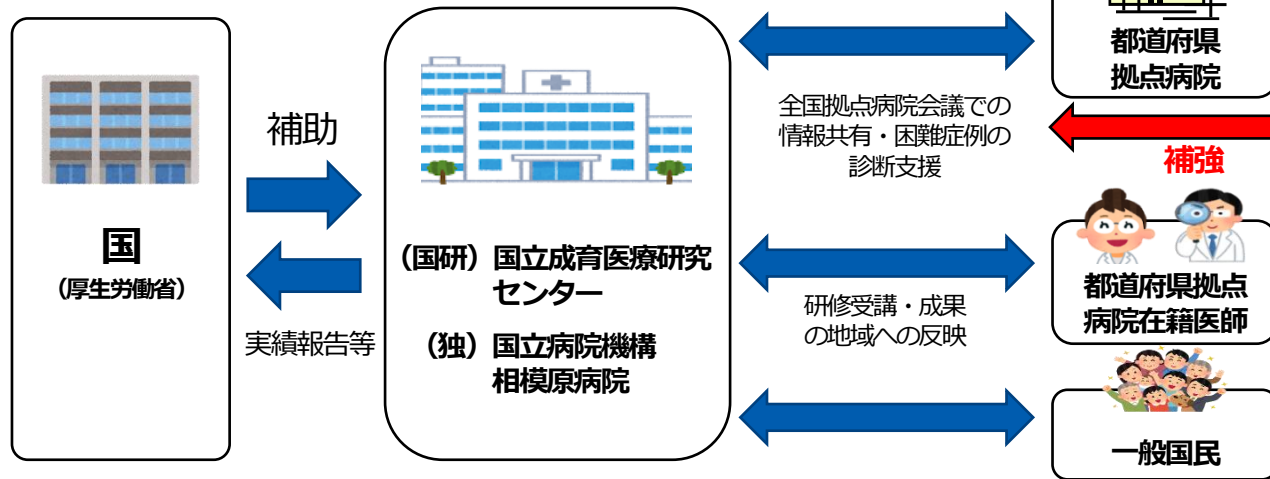 国
（厚生労働省）
補助
実績報告等
（国研）国立成育医療研究
センター
（独）国立病院機構
相模原病院
全国拠点病院会議での
情報共有・困難症例の
診断支援
研修受講・成果
の地域への反映
都道府県
拠点病院
補強
都道府県拠点
病院在籍医師
一般国民